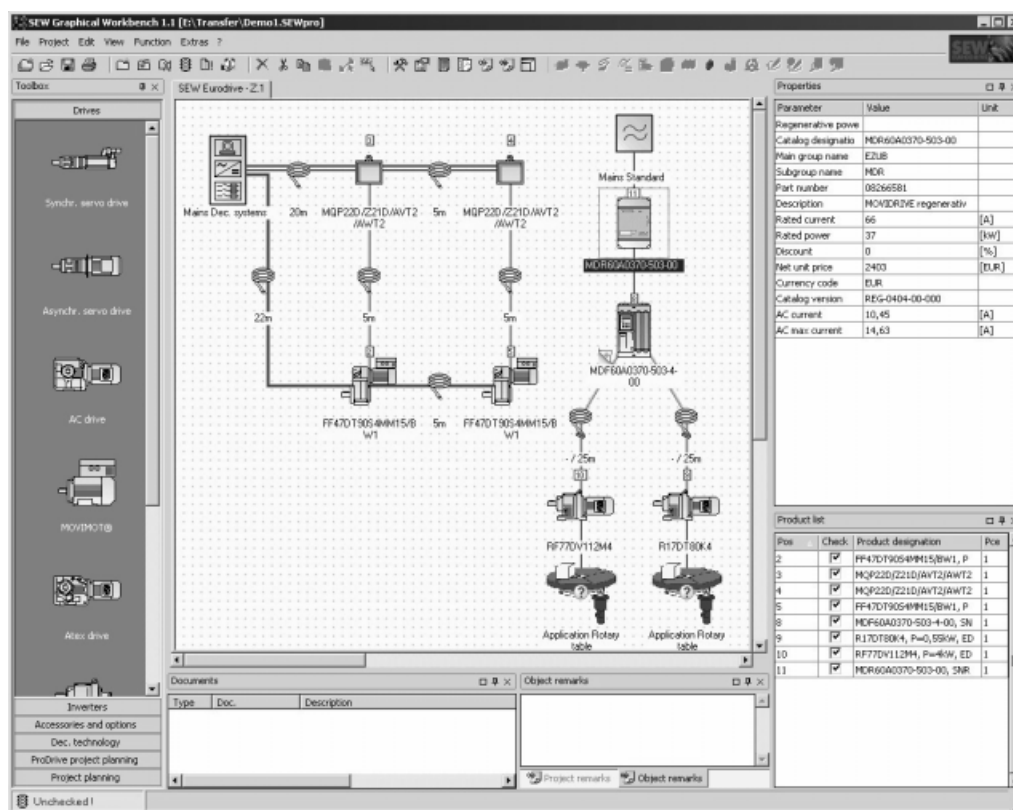 SEW Graphical Workbench 1.1 [E:\Transfer\Demo1.SEWpro]
File Project Edit View Function Extras ?
SEW
Toolbox
Drives
Synchr. servo drive
Asynchr. servo drive
AC drive
MOVIMOT®
Atex drive
Inverters
Accessories and options
Dec. technology
ProDrive project planning
Project planning
SEW Eurodrive - Z.1
3
4
Mains Dec. systems
20m
MQP22D/Z21D/AVT2
/AWT2
5m
MQP22D/Z21D/AVT2
/AWT2
22m
5m
5m
FF47DT90S4MM15/B
W1
5m
FF47DT90S4MM15/B
W1
Mains Standard
11
MDR60A0370-503-00
MDF60A0370-503-4-
00
- / 25m
- / 25m
10
9
RF77DV112M4
R17DT80K4
Application Rotary
table
Application Rotary
table
Properties
Parameter Value Unit
Regenerative powe
Catalog designatio MDR60A0370-503-00
Main group name EZUB
Subgroup name MDR
Part number 08266581
Description MOVIDRIVE regenerativ
Rated current 66 [A]
Rated power 37 [kW]
Discount 0 [%]
Net unit price 2403 [EUR]
Currency code EUR
Catalog version REG-0404-00-000
AC current 10,45 [A]
AC max current 14,63 [A]
Product list
Pos Check Product designation Pce
2 FF47DT90S4MM15/BW1, P 1
3 MQP22D/Z21D/AVT2/AWT2 1
4 MQP22D/Z21D/AVT2/AWT2 1
5 FF47DT90S4MM15/BW1, P 1
8 MDF60A0370-503-4-00, SN 1
9 R17DT80K4, P=0,55kW, ED 1
10 RF77DV112M4, P=4kW, ED 1
11 MDR60A0370-503-00, SNR 1
Documents
Type Doc. Description
Object remarks
Project remarks Object remarks
Unchecked!